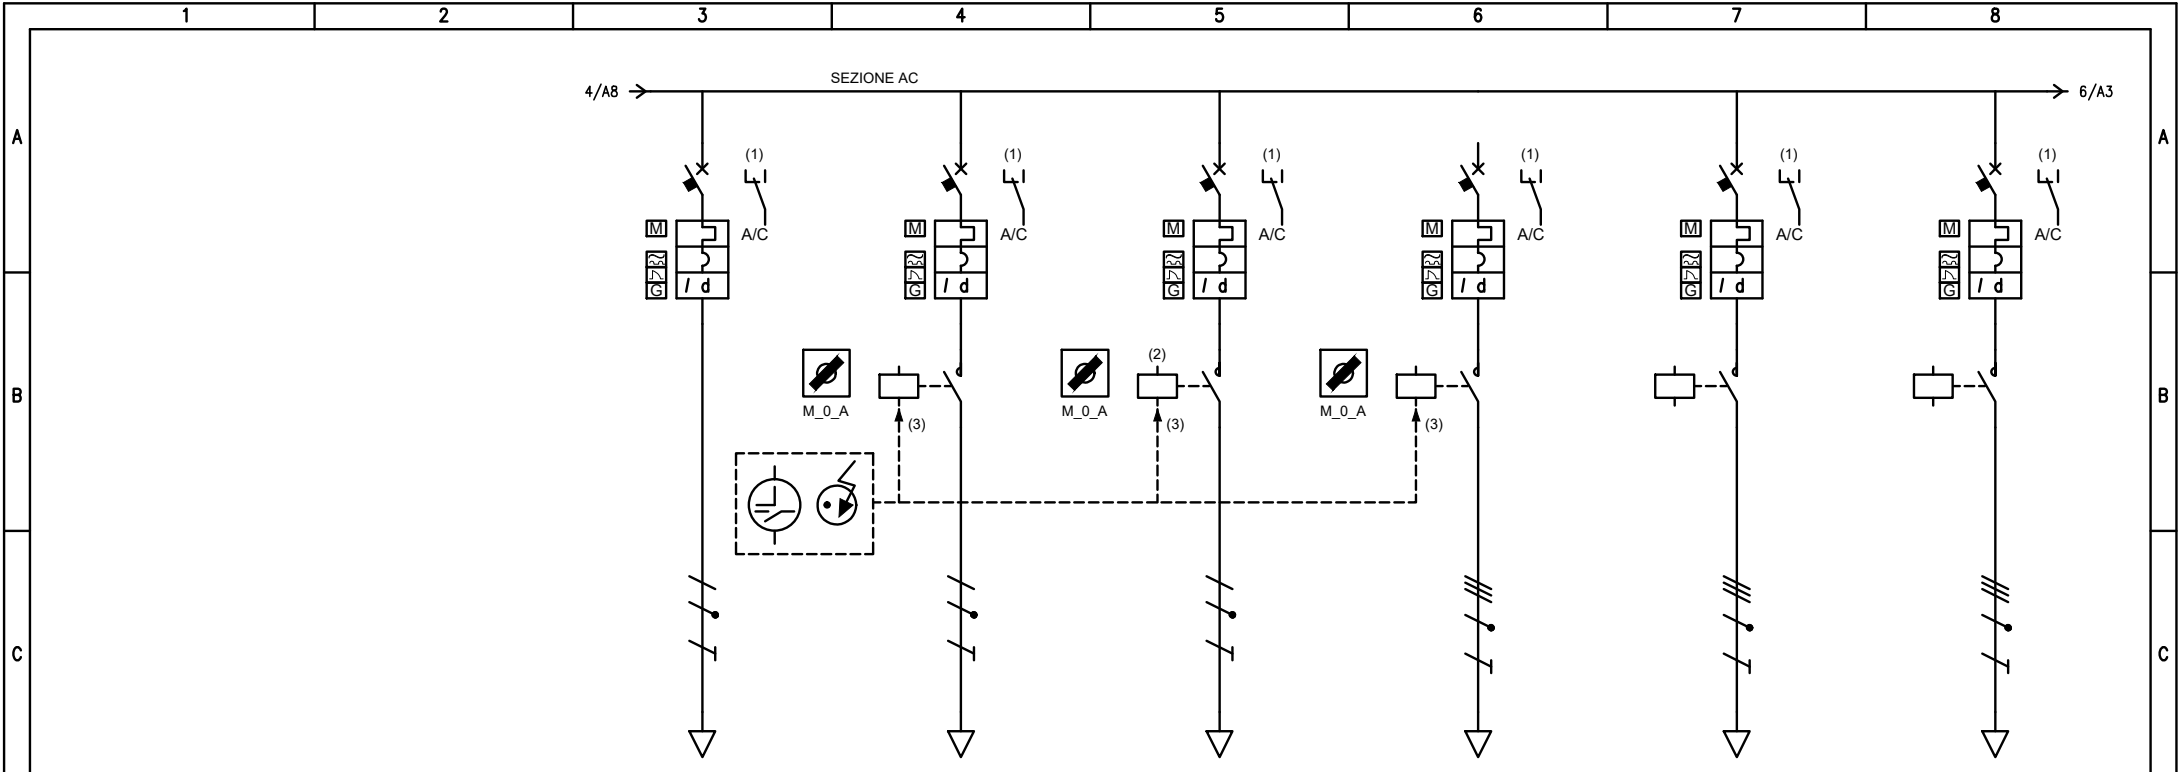 1 2 3 4 5 6 7 8
SEZIONE AC
4/A8 6/A3
A A
(1) (1) (1) (1) (1) (1)
M M M M M M
A/C A/C A/C A/C A/C A/C
G G G G G G
I d I d I d I d I d I d
(2)
B B
M_0_A M_0_A M_0_A
(3) (3) (3)
C C